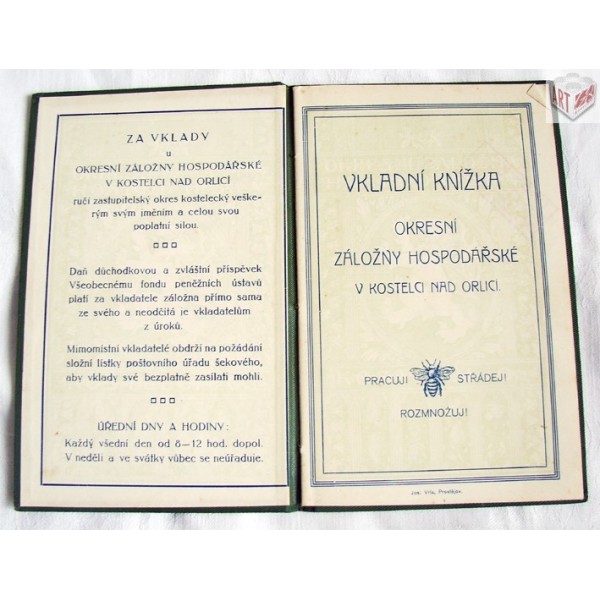 ZA VKLADY
u
OKRESNÍ ZÁLOŽNY HOSPODÁŘSKÉ
V KOSTELCI NAD ORLICÍ
ručí zastupitelský okres kostelecký veške-
rým svým jměním a celou svou
poplatní silou.
Daň důchodkovou a zvláštní příspěvek
Všeobecnému fondu peněžních ústavů
platí za vkladatele záložna přímo sama
ze svého a neodčítá je vkladatelům
z úroků.
Mimomístní vkladatelé obdrží na požádání
složní lístky poštovního úřadu šekového,
aby vklady své bezplatně zasílati mohli.
ÚŘEDNÍ DNY A HODINY:
Každý všední den od 8–12 hod. dopol.
V neděli a ve svátky vůbec se neúřaduje.
VKLADNÍ KNÍŽKA
OKRESNÍ
ZÁLOŽNY HOSPODÁŘSKÉ
V KOSTELCI NAD ORLICÍ.
PRACUJ! STŘÁDEJ!
ROZMNOŽUJ!
Jos. Vrla, Prostějov.
ART